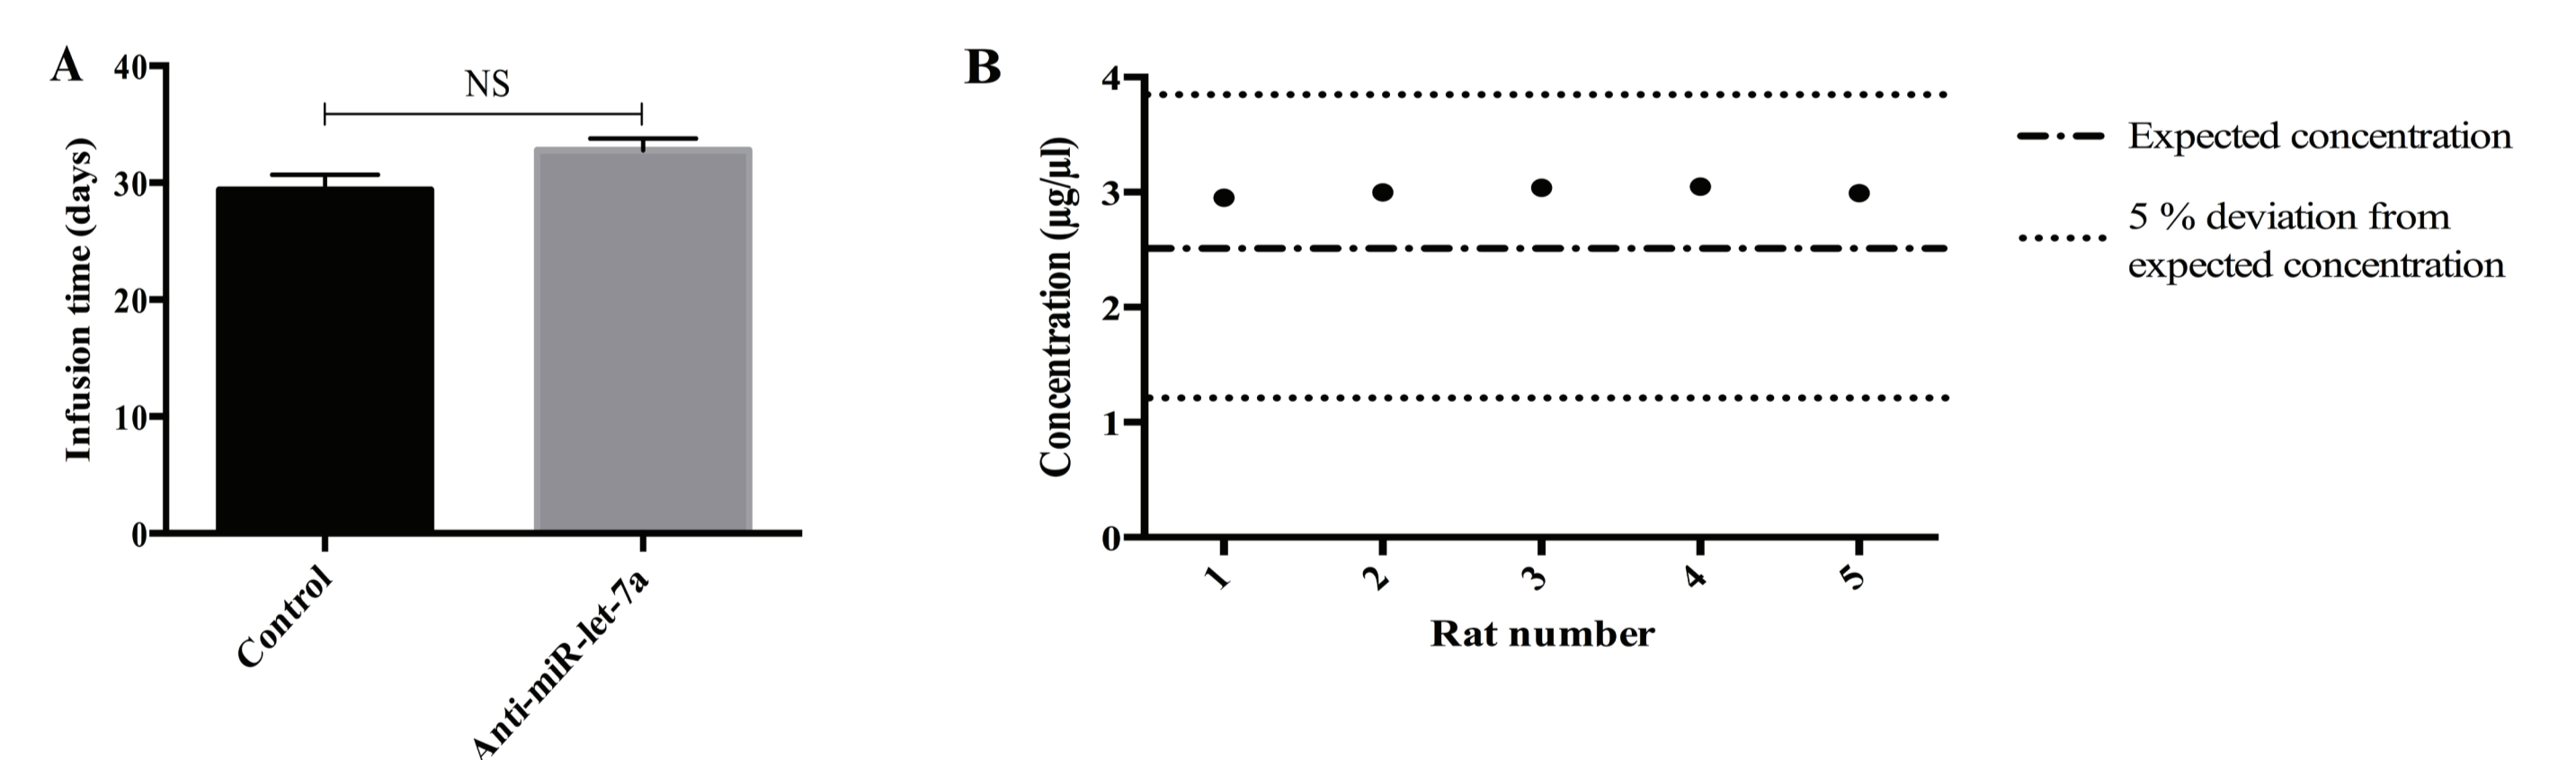 A
NS
Infusion time (days)
40
30
20
10
0
Control
Anti-miR-let-7a
B
Concentration (µg/µl)
4
3
2
1
0
1 2 3 4 5
Rat number
Expected concentration
5 % deviation from
expected concentration